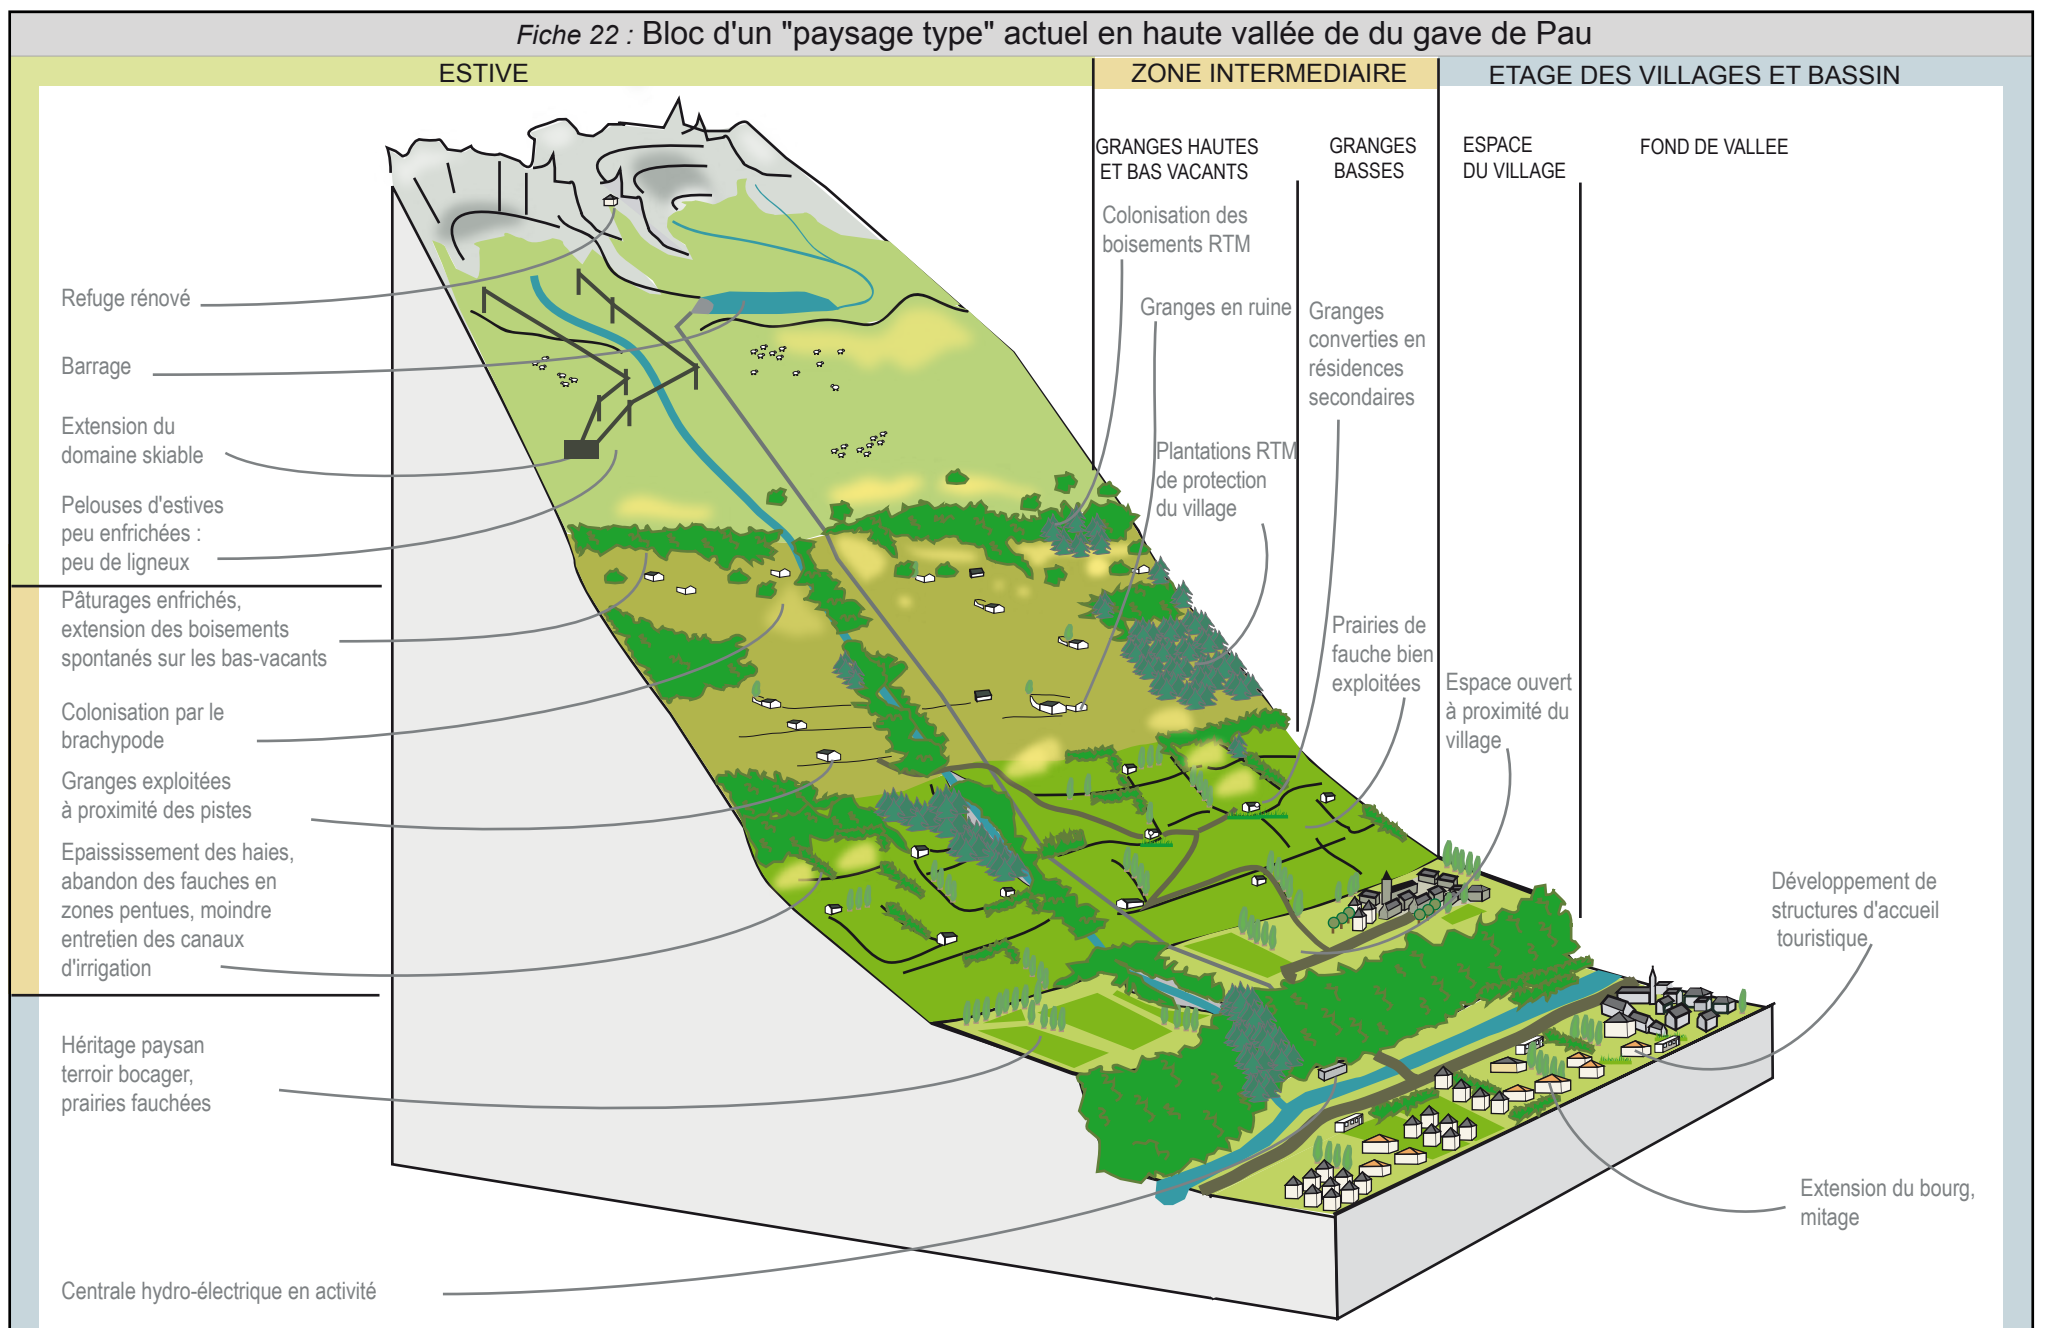 Fiche 22 : Bloc d'un "paysage type" actuel en haute vallée de du gave de Pau
ESTIVE
ZONE INTERMEDIAIRE
ETAGE DES VILLAGES ET BASSIN
GRANGES HAUTES
ET BAS VACANTS
GRANGES
BASSES
ESPACE
DU VILLAGE
FOND DE VALLEE
Colonisation des
boisements RTM
Granges en ruine
Granges
converties en
résidences
secondaires
Plantations RTM
de protection
du village
Prairies de
fauche bien
exploitées
Espace ouvert
à proximité du
village
Refuge rénové
Barrage
Extension du
domaine skiable
Pelouses d'estives
peu enfrichées :
peu de ligneux
Pâturages enfrichés,
extension des boisements
spontanés sur les bas-vacants
Colonisation par le
brachypode
Granges exploitées
à proximité des pistes
Epaississement des haies,
abandon des fauches en
zones pentues, moindre
entretien des canaux
d'irrigation
Héritage paysan
terroir bocager,
prairies fauchées
Centrale hydro-électrique en activité
Développement de
structures d'accueil
touristique
Extension du bourg,
mitage